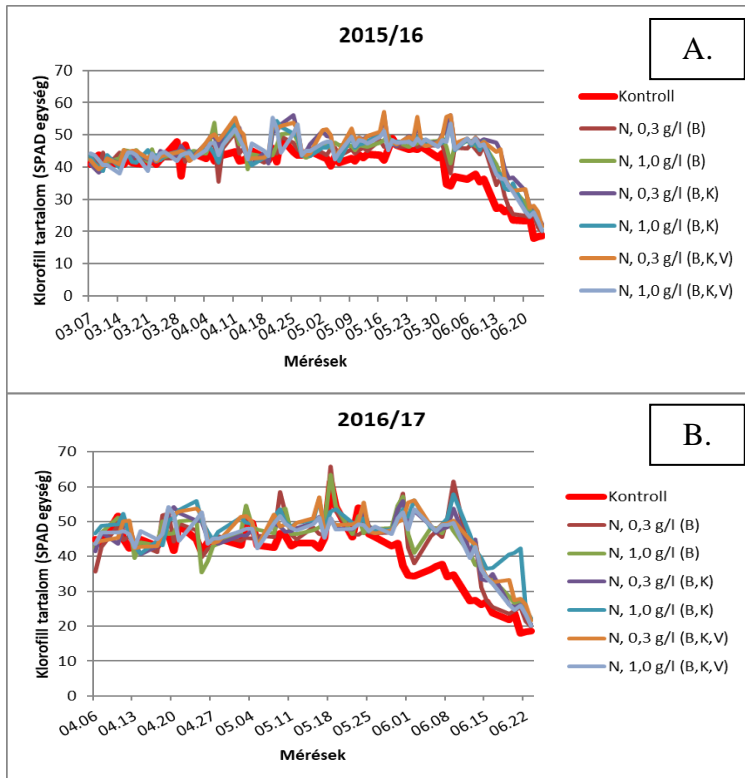 2015/16
A.
Klorofill tartalom (SPAD egység)
70
60
50
40
30
20
10
0
03.07
03.14
03.21
03.28
04.04
04.11
04.18
04.25
05.02
05.09
05.16
05.23
05.30
06.06
06.13
06.20
Mérések
Kontroll
N, 0,3 g/l (B)
N, 1,0 g/l (B)
N, 0,3 g/l (B,K)
N, 1,0 g/l (B,K)
N, 0,3 g/l (B,K,V)
N, 1,0 g/l (B,K,V)
2016/17
B.
Klorofill tartalom (SPAD egység)
70
60
50
40
30
20
10
0
04.06
04.13
04.20
04.27
05.04
05.11
05.18
05.25
06.01
06.08
06.15
06.22
Mérések
Kontroll
N, 0,3 g/l (B)
N, 1,0 g/l (B)
N, 0,3 g/l (B,K)
N, 1,0 g/l (B,K)
N, 0,3 g/l (B,K,V)
N, 1,0 g/l (B,K,V)